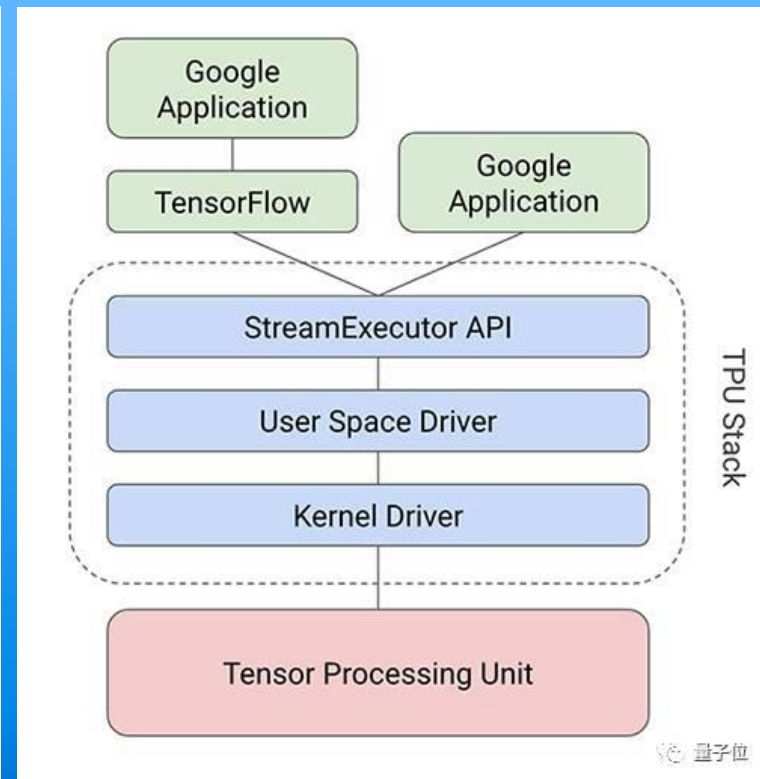 Google
Application
TensorFlow
Google
Application
StreamExecutor API
User Space Driver
Kernel Driver
TPU Stack
Tensor Processing Unit
量子位